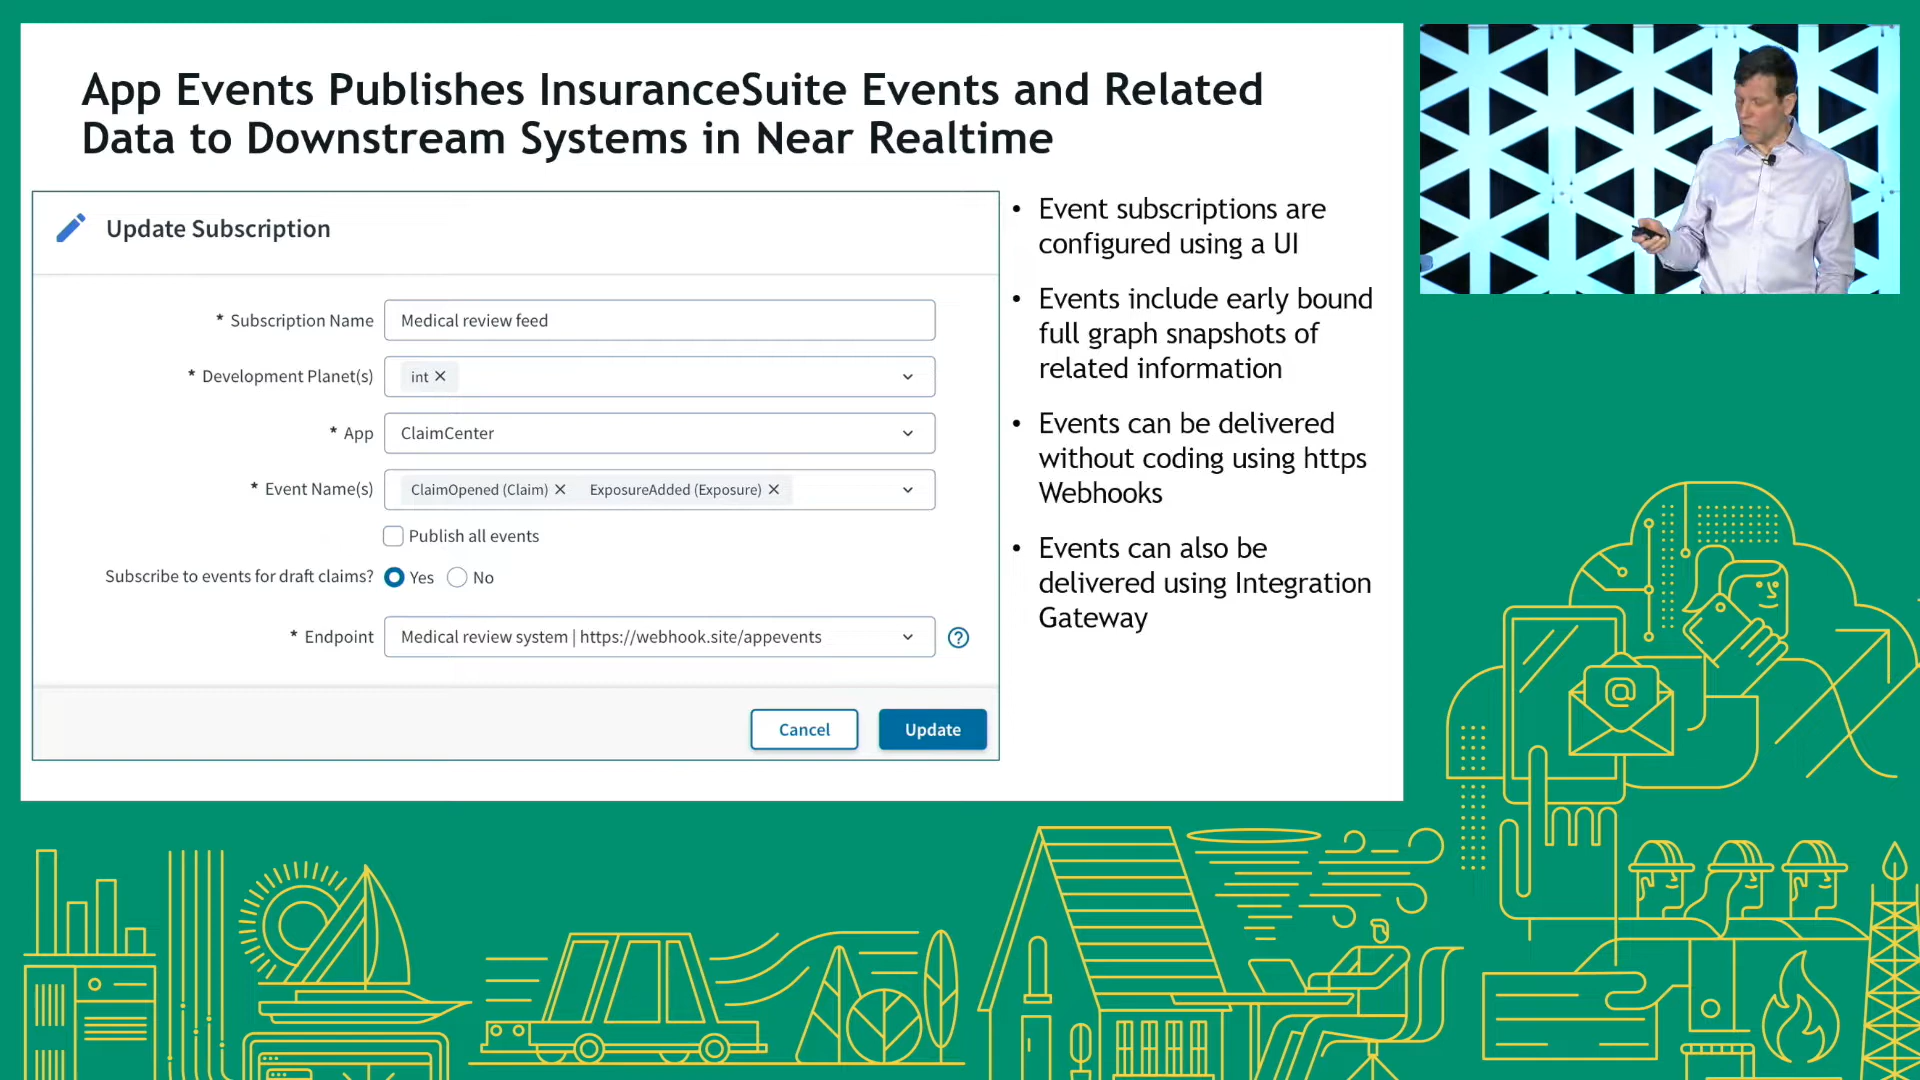 App Events Publishes InsuranceSuite Events and Related
Data to Downstream Systems in Near Realtime
Update Subscription
* Subscription Name Medical review feed
* Development Planet(s) int ✕
* App ClaimCenter
* Event Name(s) ClaimOpened (Claim) ✕ ExposureAdded (Exposure) ✕
Publish all events
Subscribe to events for draft claims? Yes No
* Endpoint Medical review system | https://webhook.site/appevents ?
Cancel Update
• Event subscriptions are
configured using a UI
• Events include early bound
full graph snapshots of
related information
• Events can be delivered
without coding using https
Webhooks
• Events can also be
delivered using Integration
Gateway
@